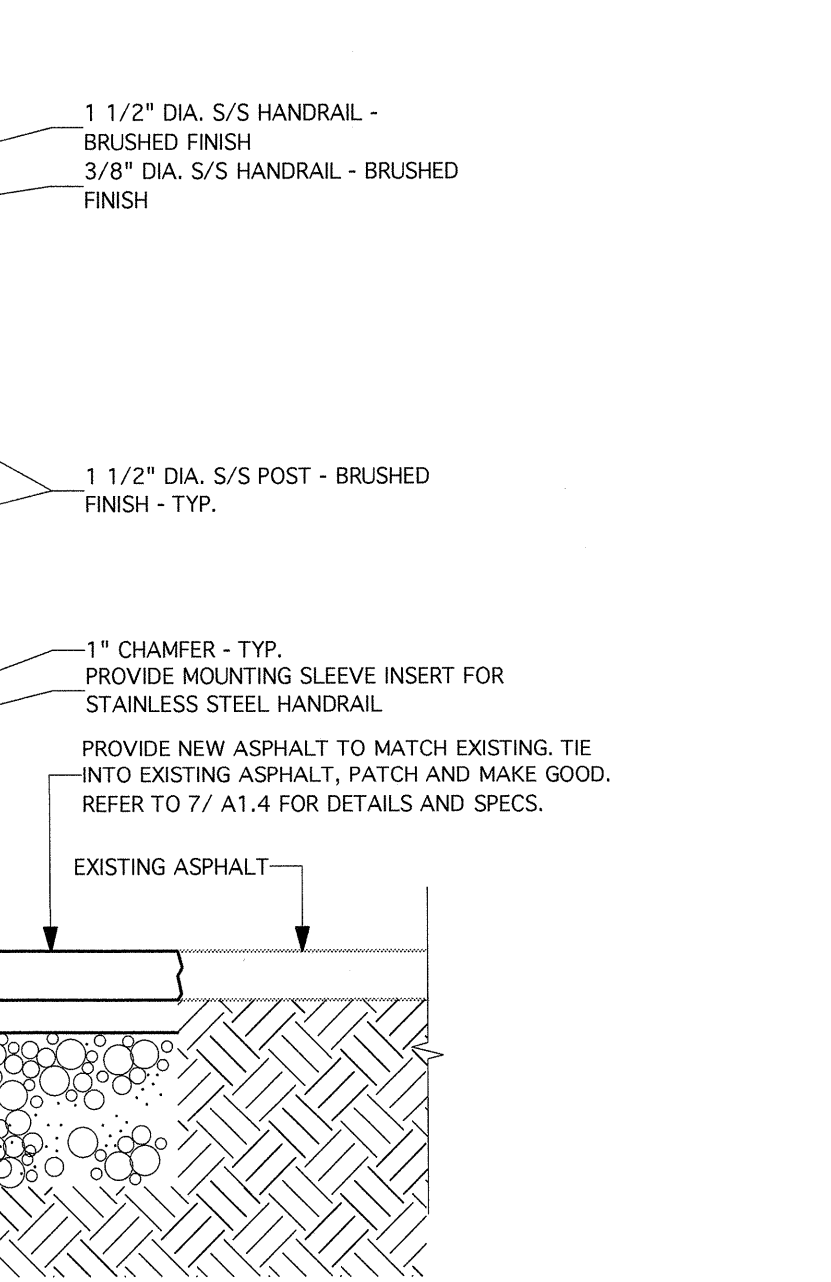 1 1/2" DIA. S/S HANDRAIL -
BRUSHED FINISH
3/8" DIA. S/S HANDRAIL - BRUSHED
FINISH
1 1/2" DIA. S/S POST - BRUSHED
FINISH - TYP.
1" CHAMFER - TYP.
PROVIDE MOUNTING SLEEVE INSERT FOR
STAINLESS STEEL HANDRAIL
PROVIDE NEW ASPHALT TO MATCH EXISTING. TIE
INTO EXISTING ASPHALT, PATCH AND MAKE GOOD.
REFER TO 7/ A1.4 FOR DETAILS AND SPECS.
EXISTING ASPHALT